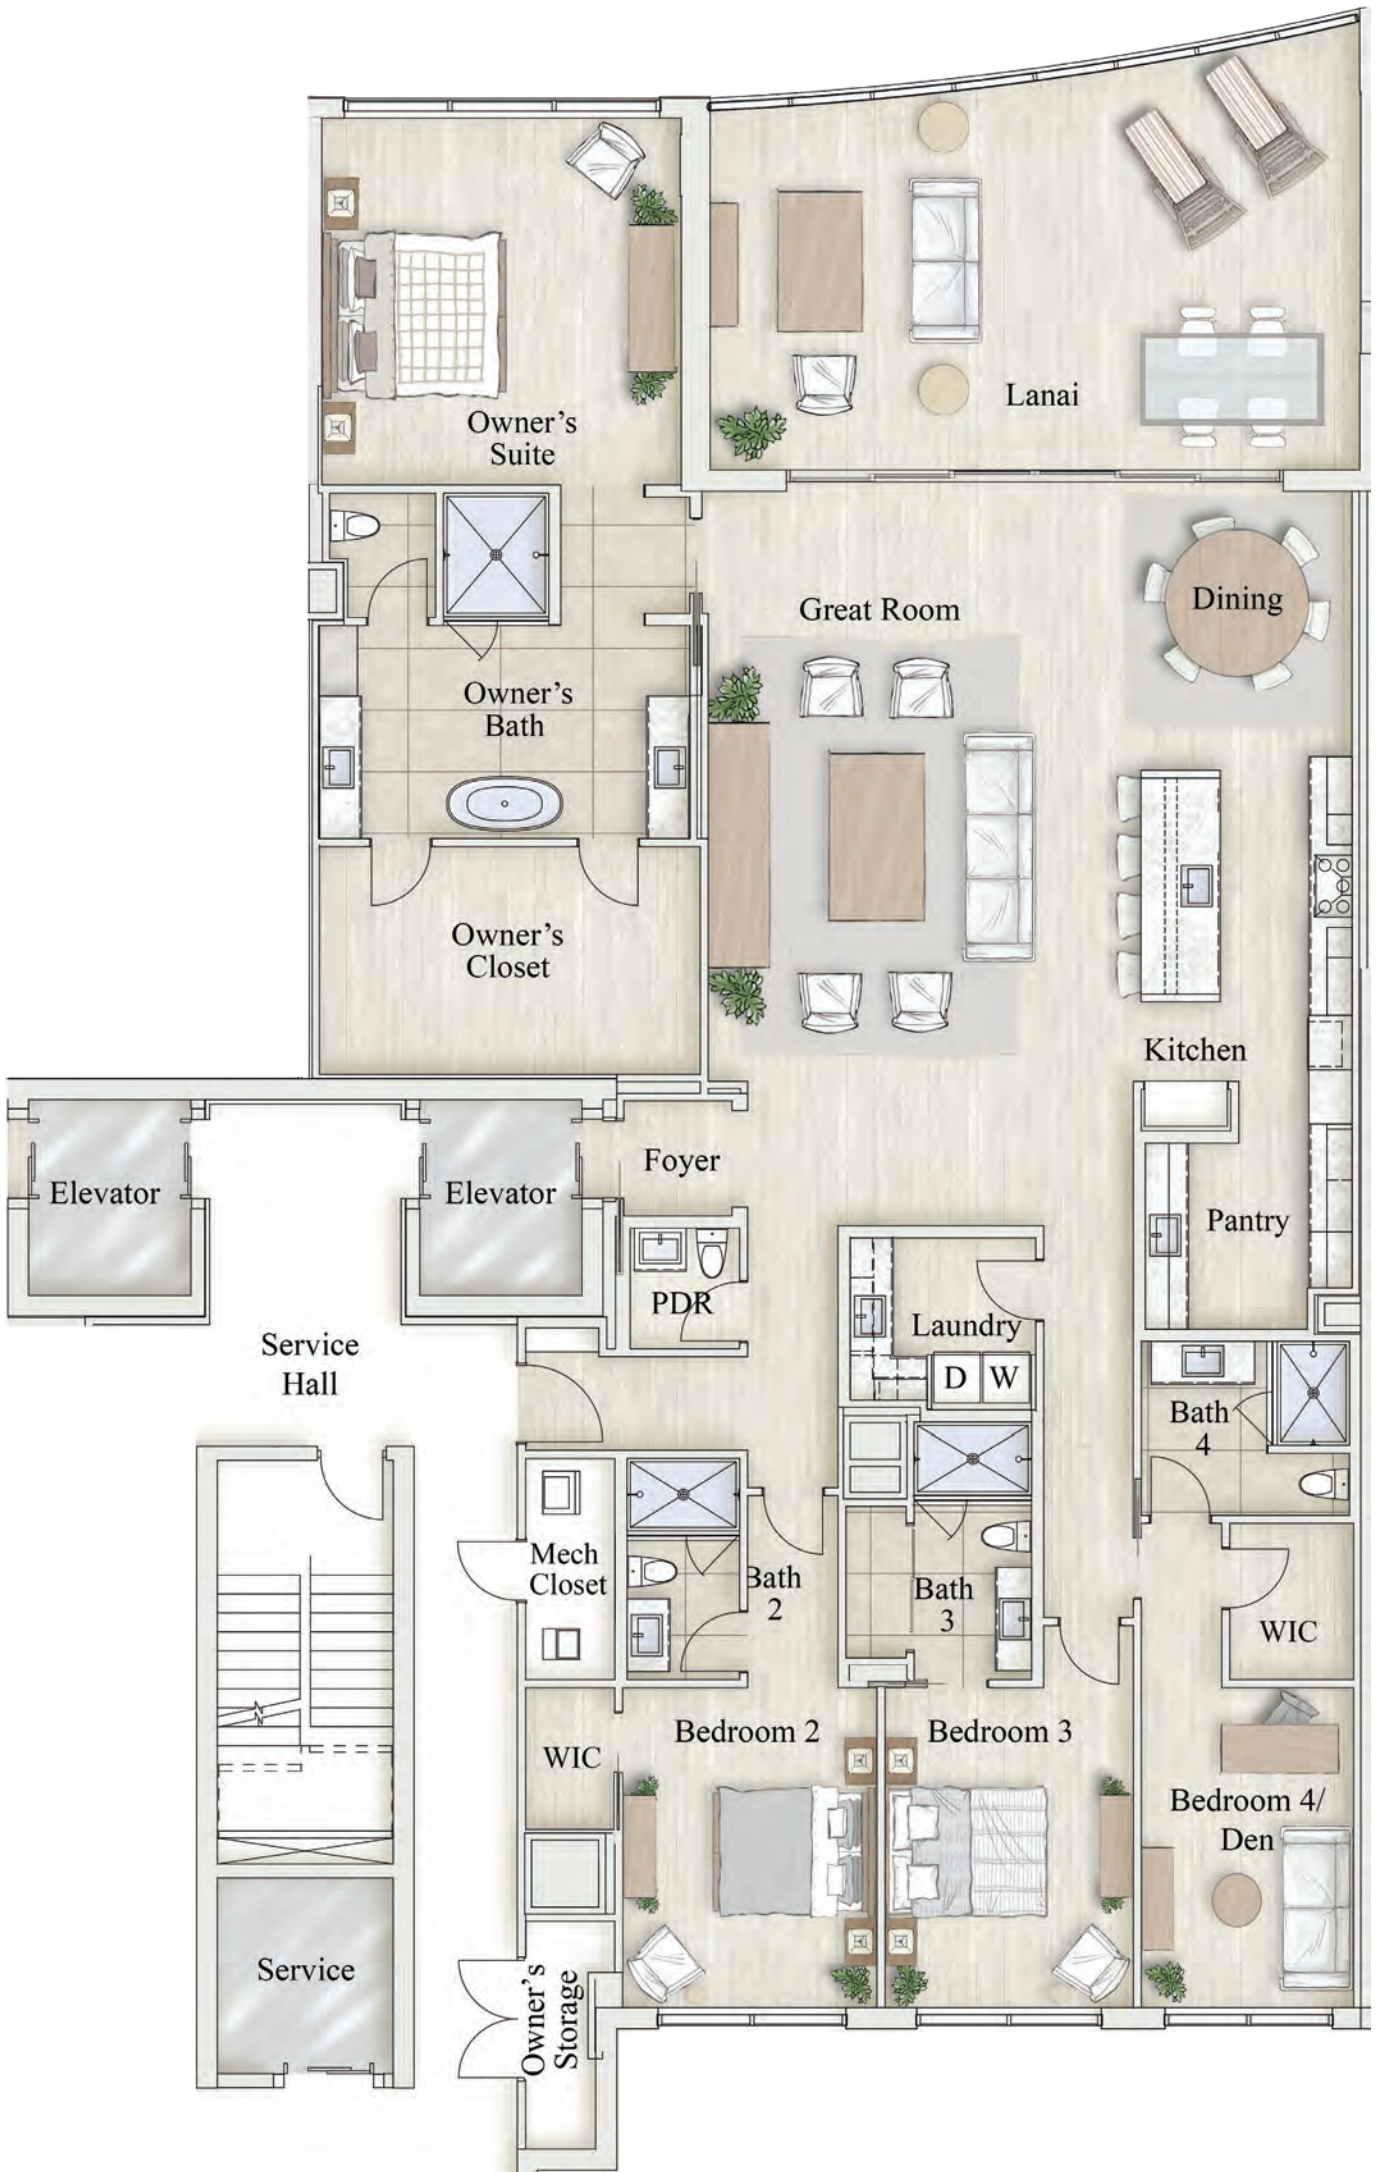 Owner's
Suite
Lanai
Great Room
Dining
Owner's
Bath
Owner's
Closet
Kitchen
Elevator
Elevator
Foyer
Pantry
PDR
Laundry
D
W
Service
Hall
Bath
4
Mech
Closet
Bath
2
Bath
3
WIC
WIC
Bedroom 2
Bedroom 3
Bedroom 4/
Den
Service
Owner's
Storage